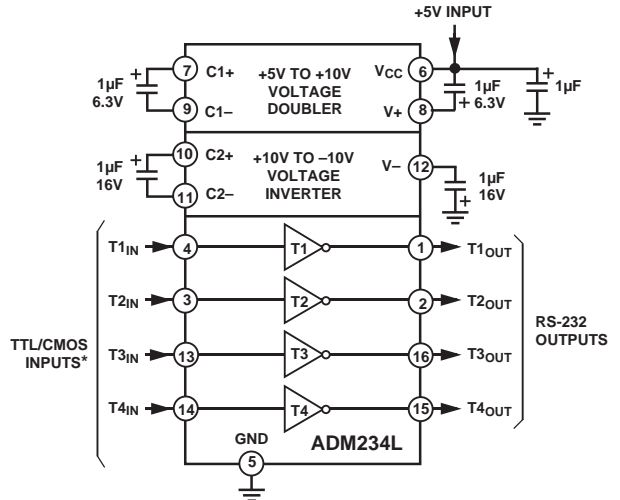 +5V INPUT
7 C1+ +5V TO +10V VCC 6
1µF + VOLTAGE 1µF + 1µF
6.3V DOUBLER + 6.3V
9 C1– V+ 8
10 C2+ +10V TO –10V
1µF + VOLTAGE V– 12
16V INVERTER 1µF
11 C2– + 16V
T1IN 4 T1 1 T1OUT
T2IN 3 T2 2 T2OUT
TTL/CMOS RS-232
INPUTS* OUTPUTS
T3IN 13 T3 16 T3OUT
T4IN 14 T4 15 T4OUT
GND ADM234L
5